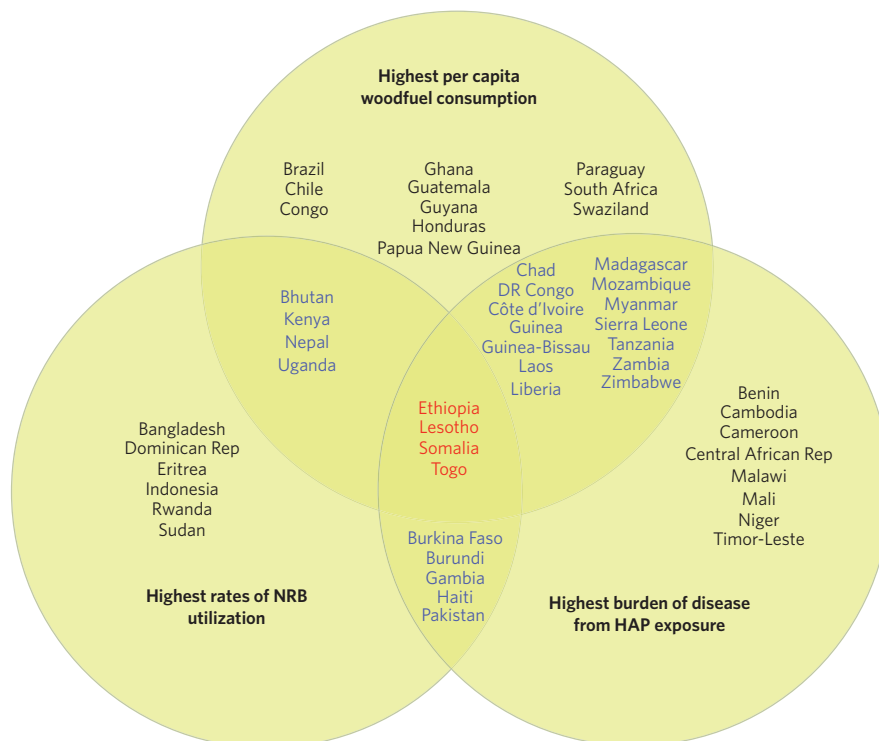 Highest per capita
woodfuel consumption
Brazil
Chile
Congo
Ghana
Guatemala
Guyana
Honduras
Papua New Guinea
Paraguay
South Africa
Swaziland
Bhutan
Kenya
Nepal
Uganda
Chad
DR Congo
Côte d'Ivoire
Guinea
Guinea-Bissau
Laos
Liberia
Madagascar
Mozambique
Myanmar
Sierra Leone
Tanzania
Zambia
Zimbabwe
Ethiopia
Lesotho
Somalia
Togo
Bangladesh
Dominican Rep
Eritrea
Indonesia
Rwanda
Sudan
Highest rates of NRB
utilization
Burkina Faso
Burundi
Gambia
Haiti
Pakistan
Benin
Cambodia
Cameroon
Central African Rep
Malawi
Mali
Niger
Timor-Leste
Highest burden of disease
from HAP exposure